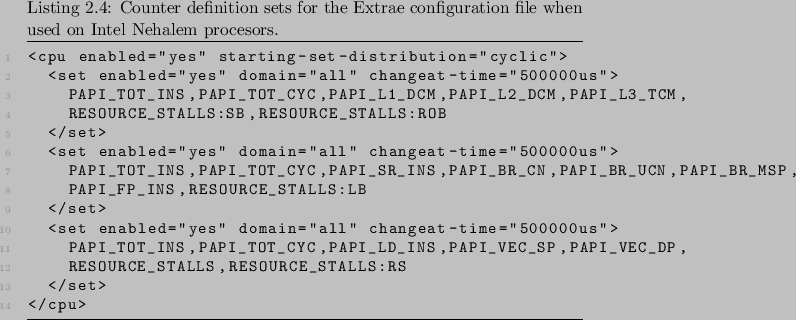 Listing 2.4: Counter definition sets for the Extrae configuration file when
used on Intel Nehalem procesors.
1 <cpu enabled="yes" starting-set-distribution="cyclic">
2 <set enabled="yes" domain="all" changeat-time="500000us">
3 PAPI_TOT_INS,PAPI_TOT_CYC,PAPI_L1_DCM,PAPI_L2_DCM,PAPI_L3_TCM,
4 RESOURCE_STALLS:SB,RESOURCE_STALLS:ROB
5 </set>
6 <set enabled="yes" domain="all" changeat-time="500000us">
7 PAPI_TOT_INS,PAPI_TOT_CYC,PAPI_SR_INS,PAPI_BR_CN,PAPI_BR_UCN,PAPI_BR_MSP,
8 PAPI_FP_INS,RESOURCE_STALLS:LB
9 </set>
10 <set enabled="yes" domain="all" changeat-time="500000us">
11 PAPI_TOT_INS,PAPI_TOT_CYC,PAPI_LD_INS,PAPI_VEC_SP,PAPI_VEC_DP,
12 RESOURCE_STALLS,RESOURCE_STALLS:RS
13 </set>
14 </cpu>